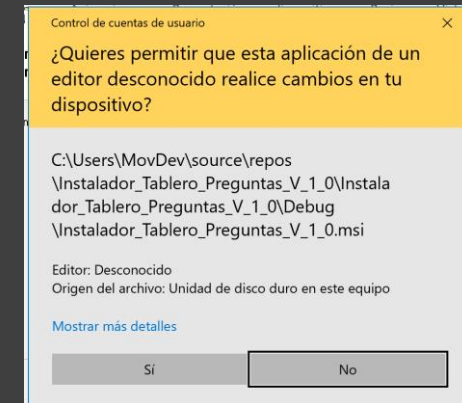 Control de cuentas de usuario
¿Quieres permitir que esta aplicación de un
editor desconocido realice cambios en tu
dispositivo?
C:\Users\MovDev\source\repos
\Instalador_Tablero_Preguntas_V_1_0\Instala
dor_Tablero_Preguntas_V_1_0\Debug
\Instalador_Tablero_Preguntas_V_1_0.msi
Editor: Desconocido
Origen del archivo: Unidad de disco duro en este equipo
Mostrar más detalles
Sí No